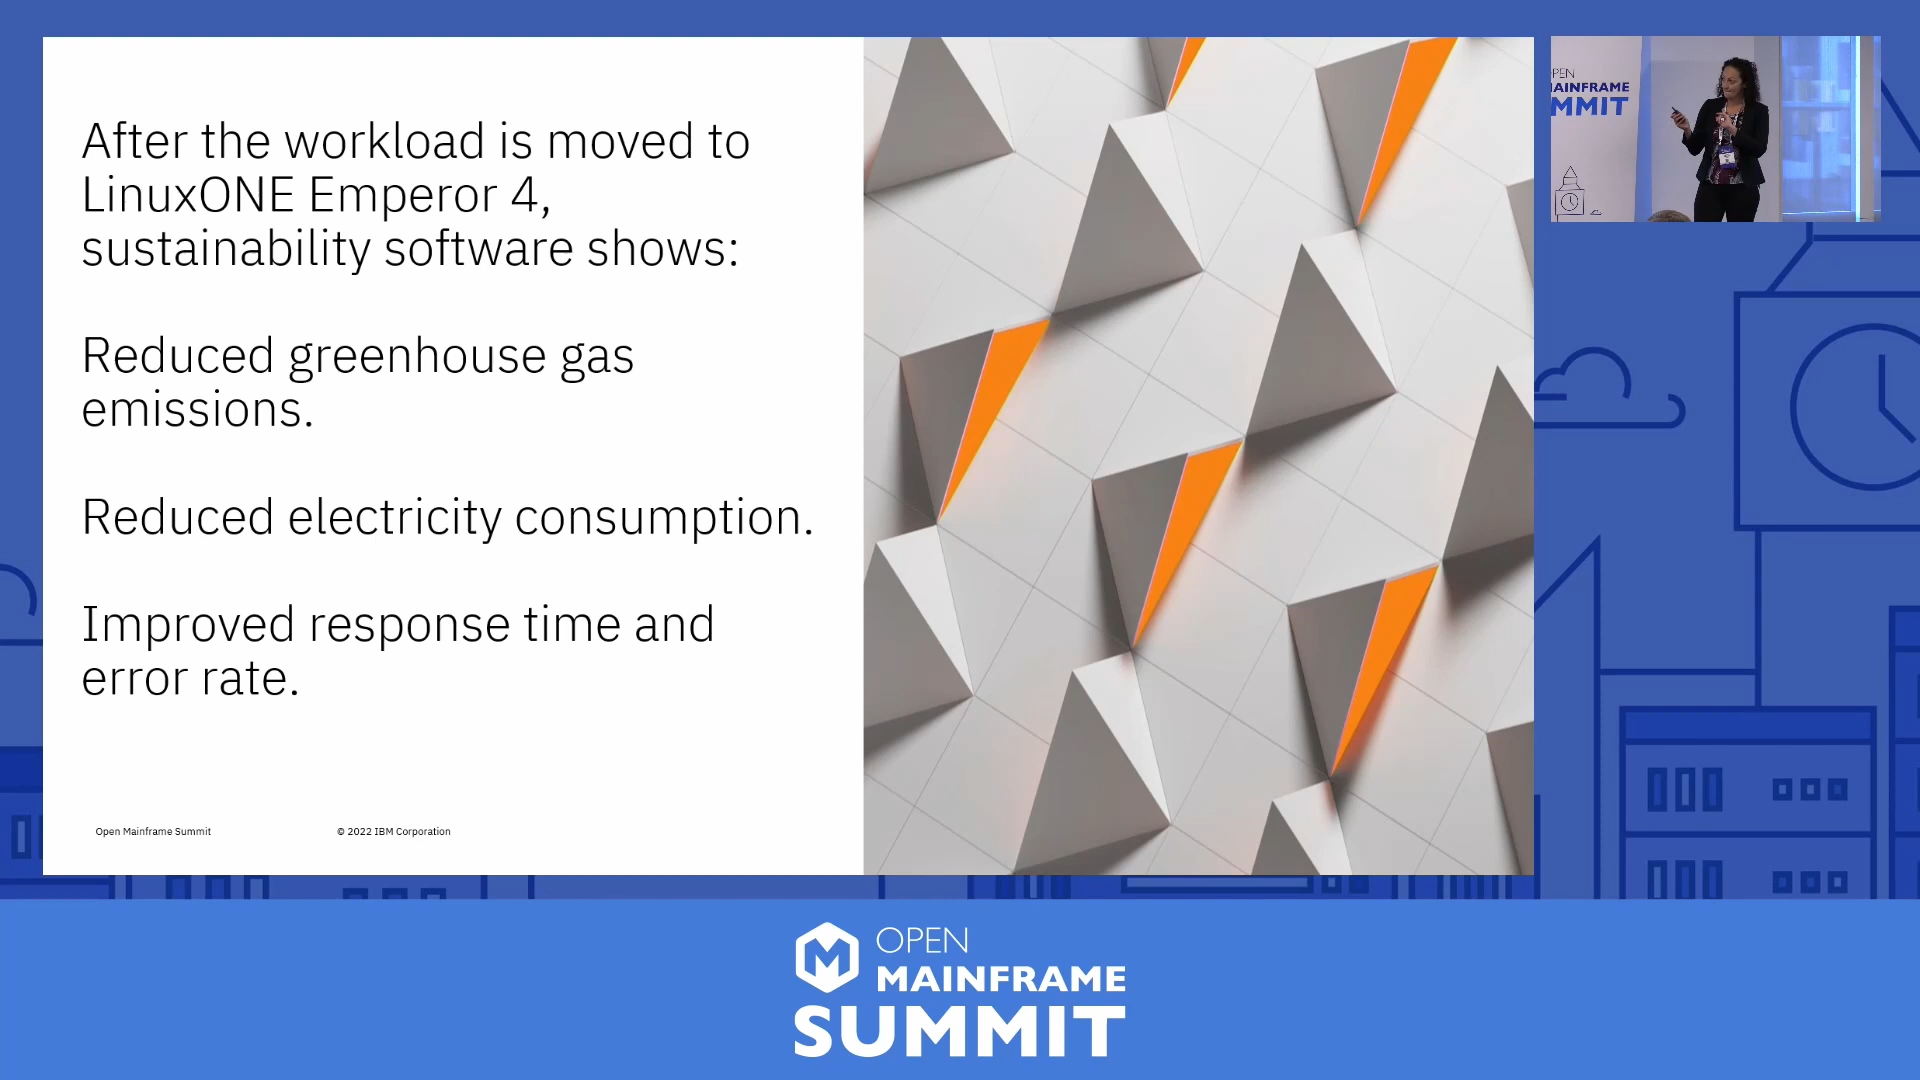 After the workload is moved to
LinuxONE Emperor 4,
sustainability software shows:
Reduced greenhouse gas
emissions.
Reduced electricity consumption.
Improved response time and
error rate.
Open Mainframe Summit
© 2022 IBM Corporation
PEN
AINFRAME
MMIT
OPEN
MAINFRAME
SUMMIT